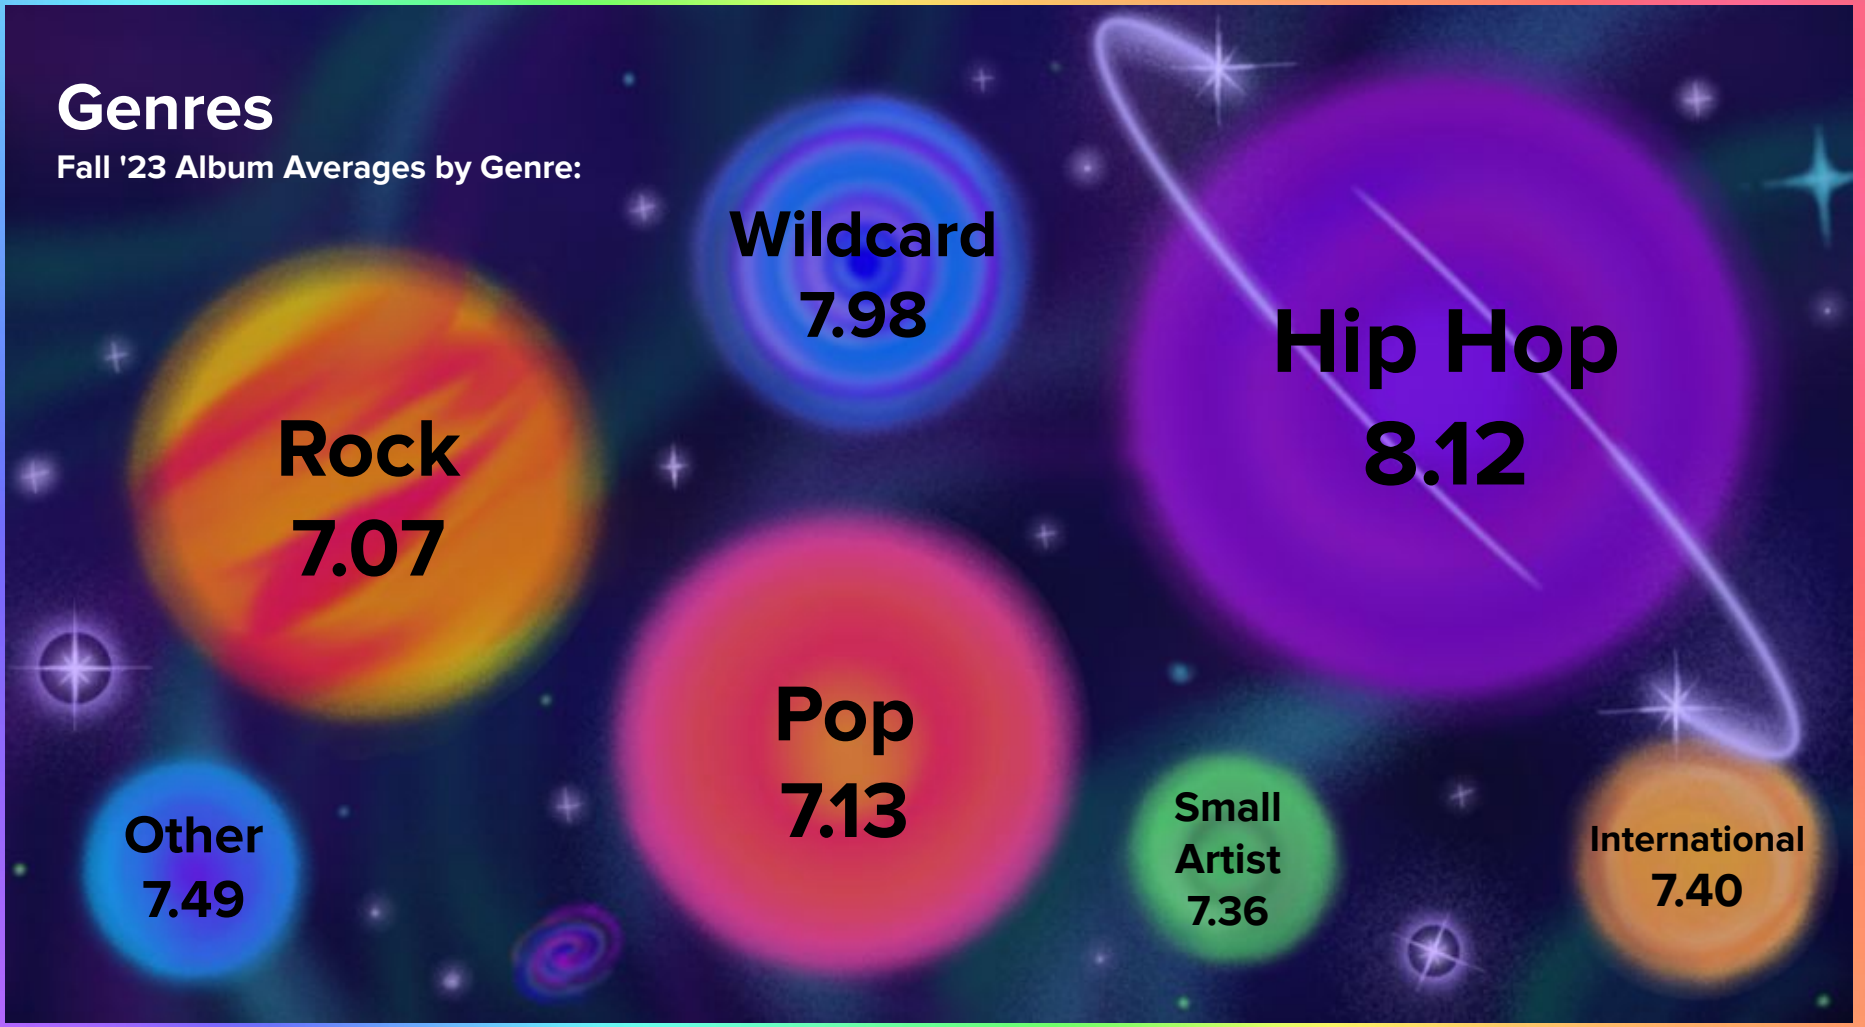 Genres
Fall '23 Album Averages by Genre:
Wildcard
7.98
Hip Hop
8.12
Rock
7.07
Pop
7.13
Other
7.49
Small
Artist
7.36
International
7.40